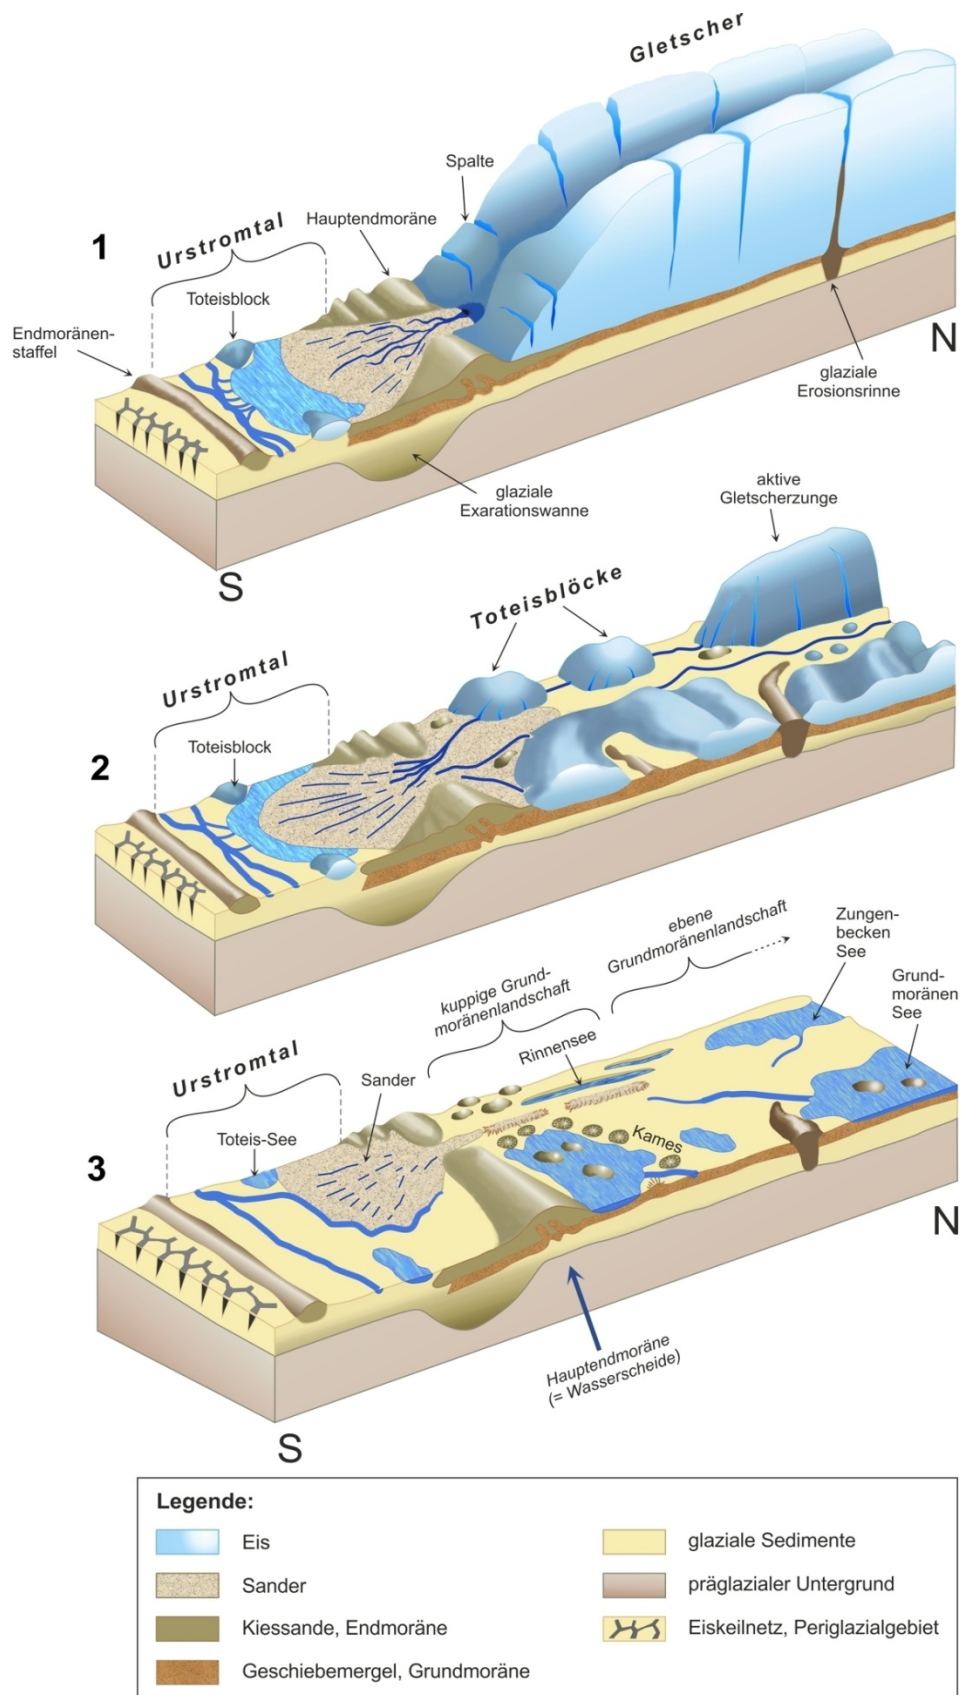 Gletscher
Spalte
Hauptendmoräne
1
Urstromtal
Toteisblock
Endmoränen-
staffel
N
glaziale
Erosionsrinne
glaziale
Exarationswanne
S
aktive
Gletscherzunge
Toteisblöcke
Urstromtal
Toteisblock
2
ebene
Grundmoränenlandschaft
Zungen-
becken
See
kuppige Grund-
moränenlandschaft
Grund-
moränen
See
Rinnensee
Urstromtal
Sander
Toteis-See
Kames
3
N
Hauptendmoräne
(= Wasserscheide)
S
Legende:
Eis
Sander
Kiessande, Endmoräne
Geschiebemergel, Grundmoräne
glaziale Sedimente
präglazialer Untergrund
Eiskeilnetz, Periglazialgebiet